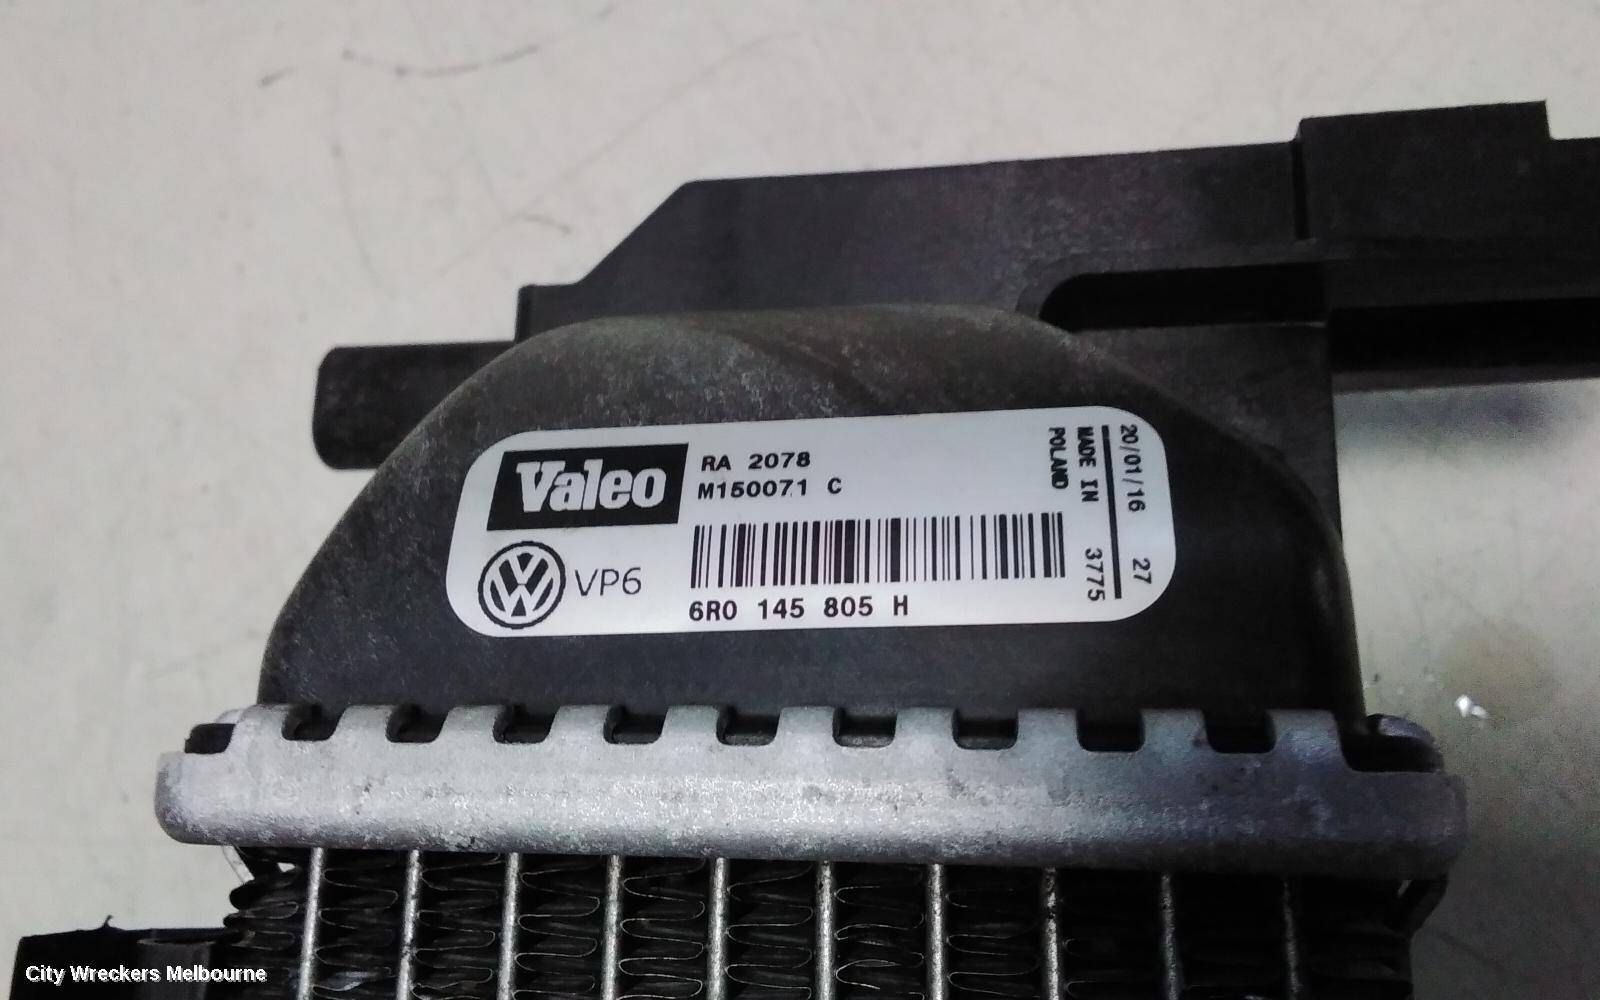 Valeo
RA 2078
M150071 C
VP6
6R0 145 805 H
20/01/16 27
MADE IN 3775
POLAND
City Wreckers Melbourne